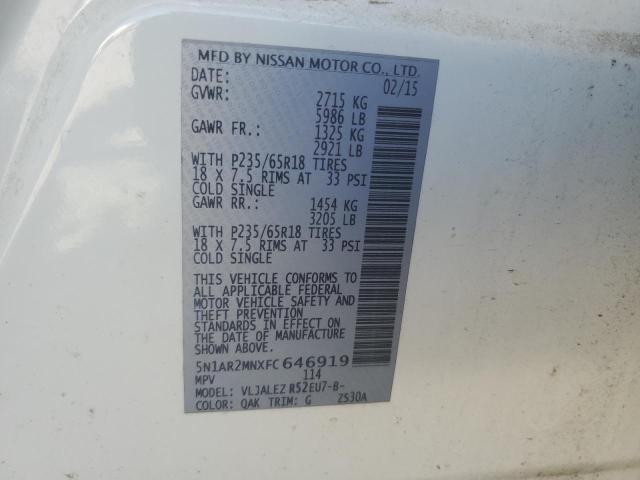 MFD BY NISSAN MOTOR CO., LTD.
DATE: 02/15
GVWR: 2715 KG
5986 LB
GAWR FR.: 1325 KG
2921 LB
WITH P235/65R18 TIRES
18 X 7.5 RIMS AT 33 PSI
COLD SINGLE
GAWR RR.: 1454 KG
3205 LB
WITH P235/65R18 TIRES
18 X 7.5 RIMS AT 33 PSI
COLD SINGLE
THIS VEHICLE CONFORMS TO
ALL APPLICABLE FEDERAL
MOTOR VEHICLE SAFETY AND
THEFT PREVENTION
STANDARDS IN EFFECT ON
THE DATE OF MANUFACTURE
SHOWN ABOVE.
5N1AR2MNXFC646919
MPV 114
MODEL: VLJALEZ R52EU7-B-
COLOR: QAK TRIM: G ZS30A